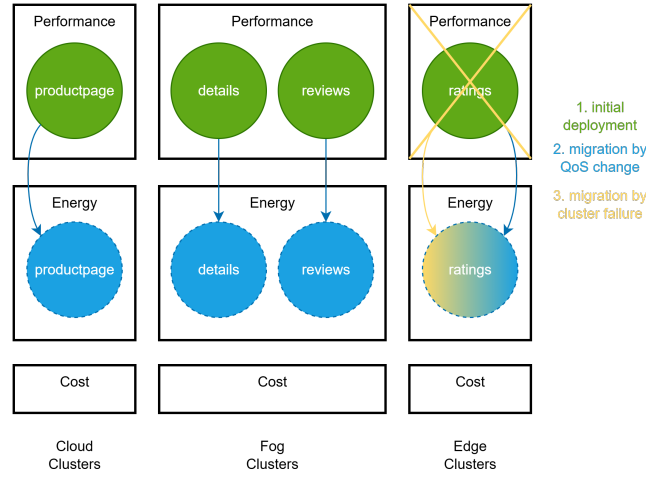 Performance
Performance
Performance
productpage
details
reviews
ratings
1. initial
deployment
2. migration by
QoS change
3. migration by
cluster failure
Energy
Energy
Energy
productpage
details
reviews
ratings
Cost
Cost
Cost
Cloud
Clusters
Fog
Clusters
Edge
Clusters